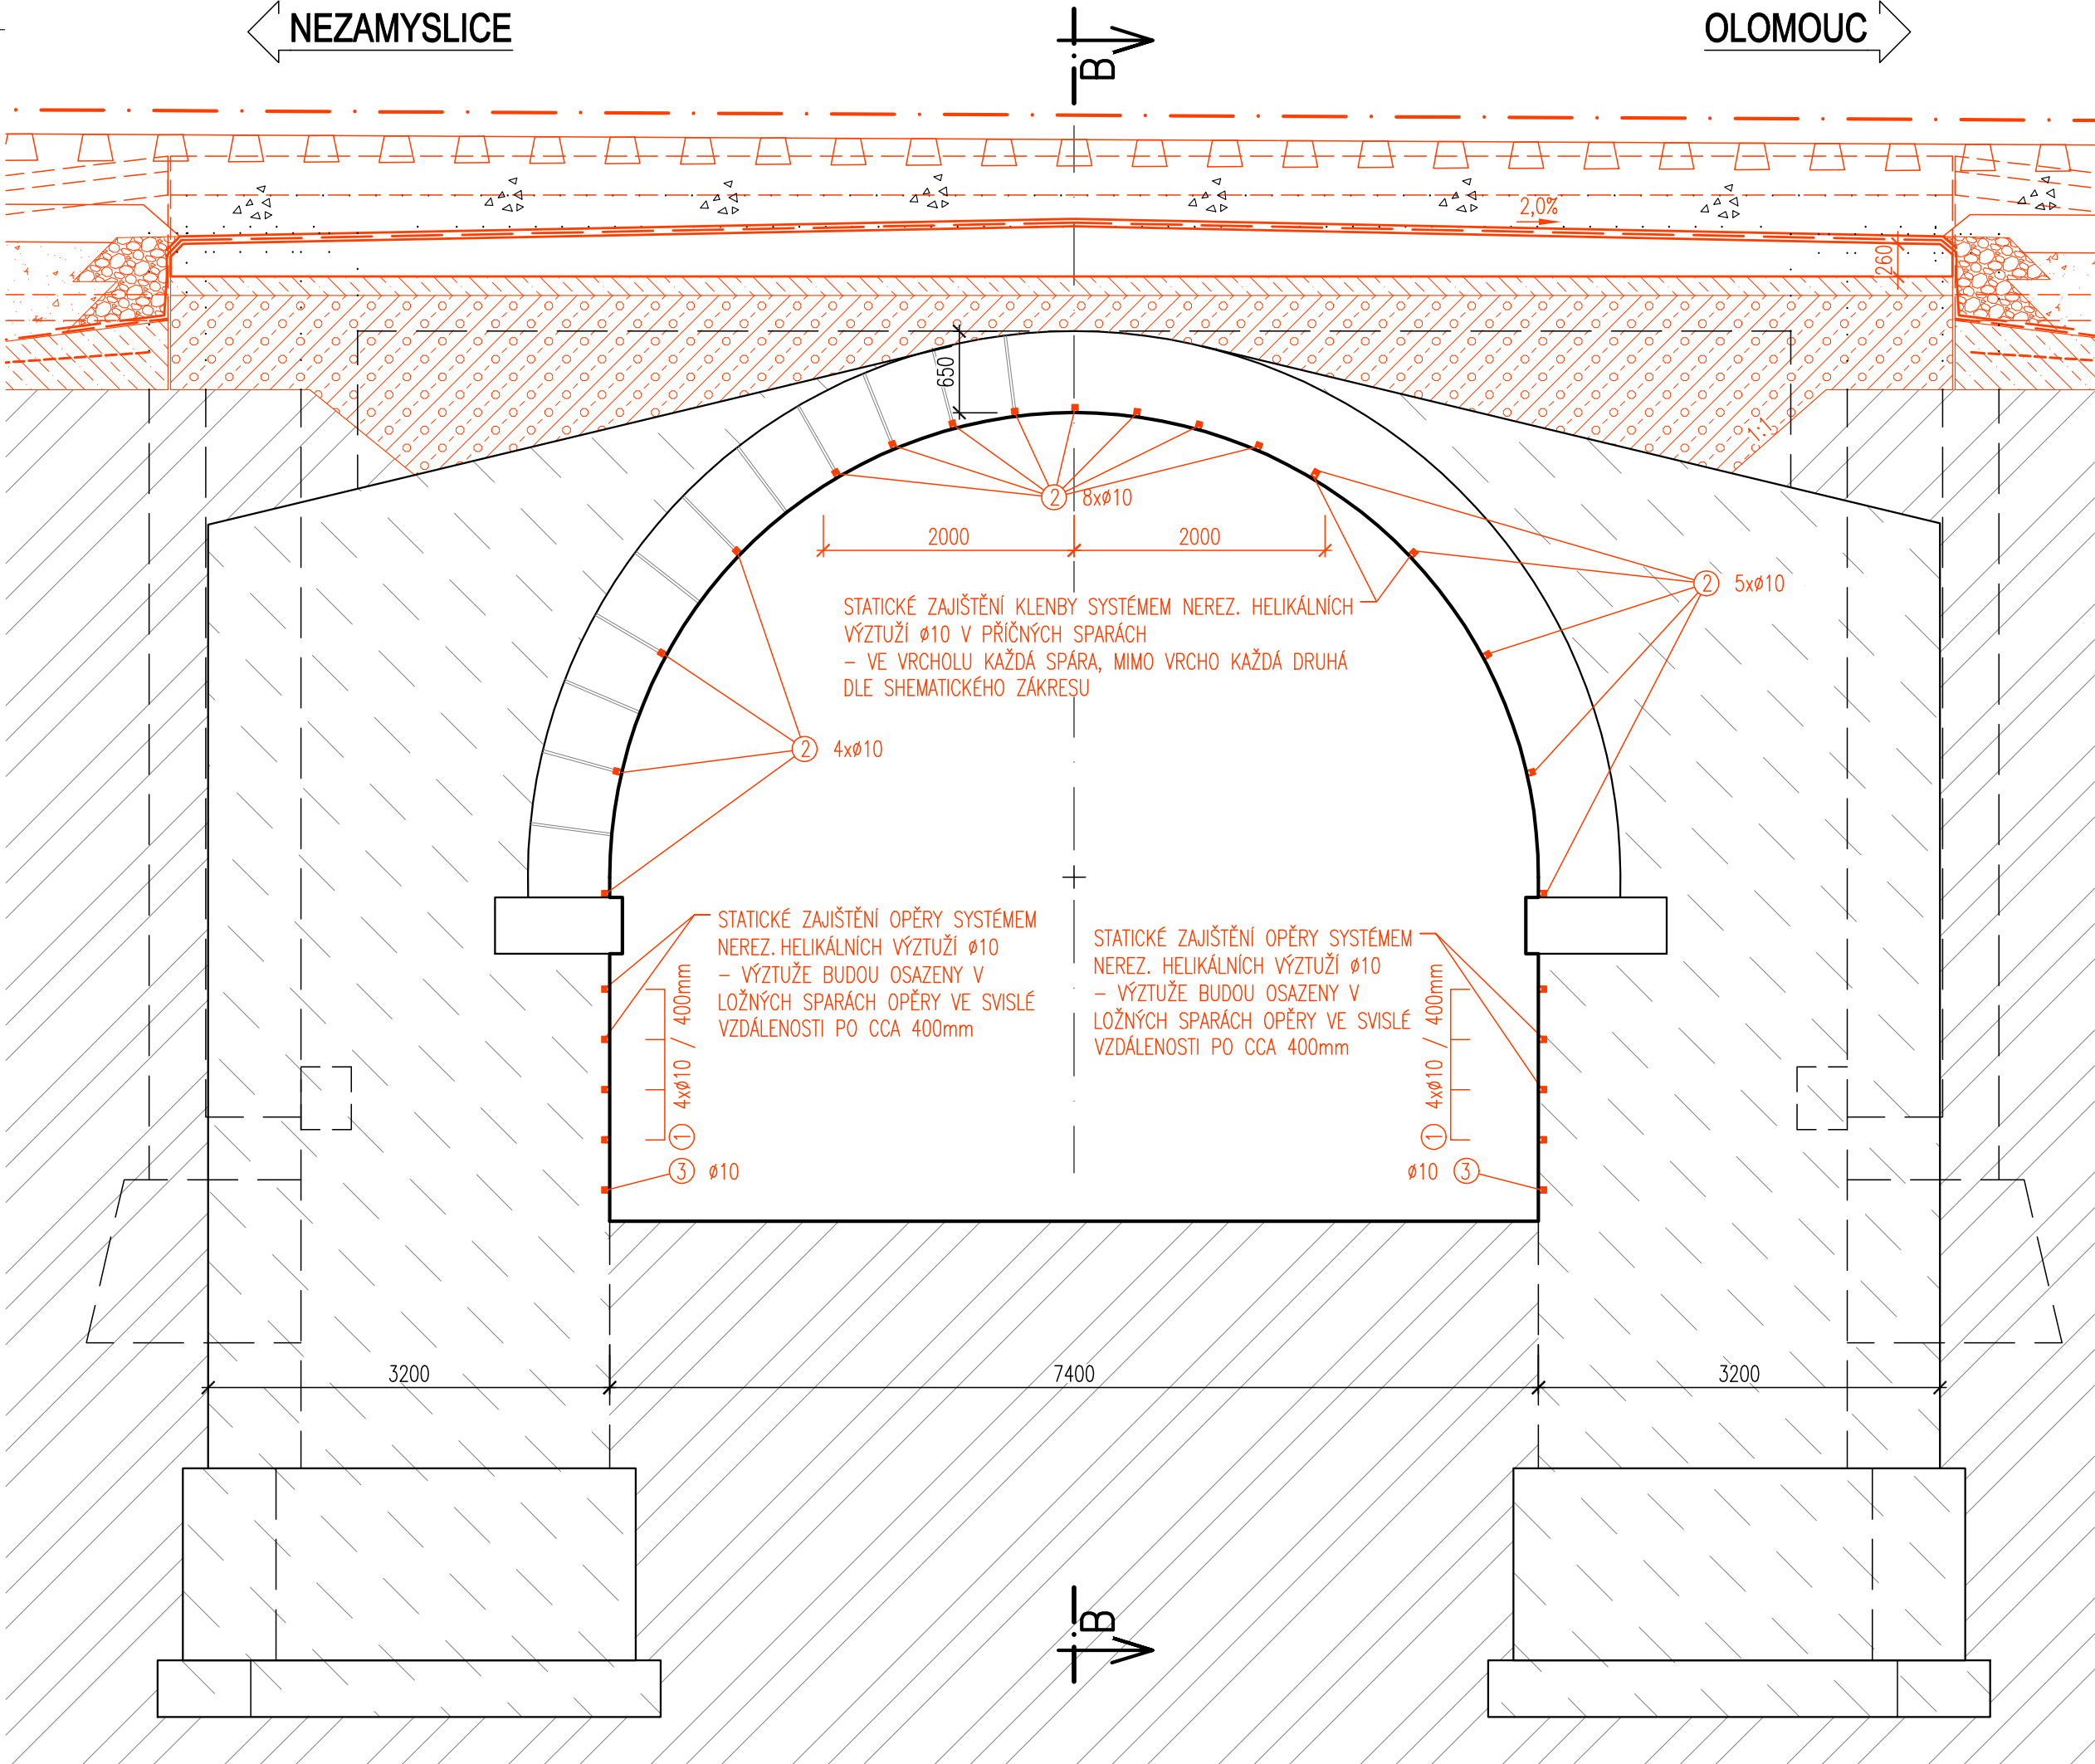 NEZAMYSLICE
OLOMOUC
B
2,0%
260
650
1:1
2 8xø10
2000
2000
2 5xø10
STATICKÉ ZAJIŠTĚNÍ KLENBY SYSTÉMEM NEREZ. HELIKÁLNÍCH
VÝZTUŽÍ ø10 V PŘÍČNÝCH SPARÁCH
– VE VRCHOLU KAŽDÁ SPÁRA, MIMO VRCHO KAŽDÁ DRUHÁ
DLE SHEMATICKÉHO ZÁKRESU
2 4xø10
STATICKÉ ZAJIŠTĚNÍ OPĚRY SYSTÉMEM
NEREZ. HELIKÁLNÍCH VÝZTUŽÍ ø10
– VÝZTUŽE BUDOU OSAZENY V
LOŽNÝCH SPARÁCH OPĚRY VE SVISLÉ
VZDÁLENOSTI PO CCA 400mm
STATICKÉ ZAJIŠTĚNÍ OPĚRY SYSTÉMEM
NEREZ. HELIKÁLNÍCH VÝZTUŽÍ ø10
– VÝZTUŽE BUDOU OSAZENY V
LOŽNÝCH SPARÁCH OPĚRY VE SVISLÉ
VZDÁLENOSTI PO CCA 400mm
1 4xø10 / 400mm
1 4xø10 / 400mm
3 ø10
ø10 3
3200
7400
3200
B